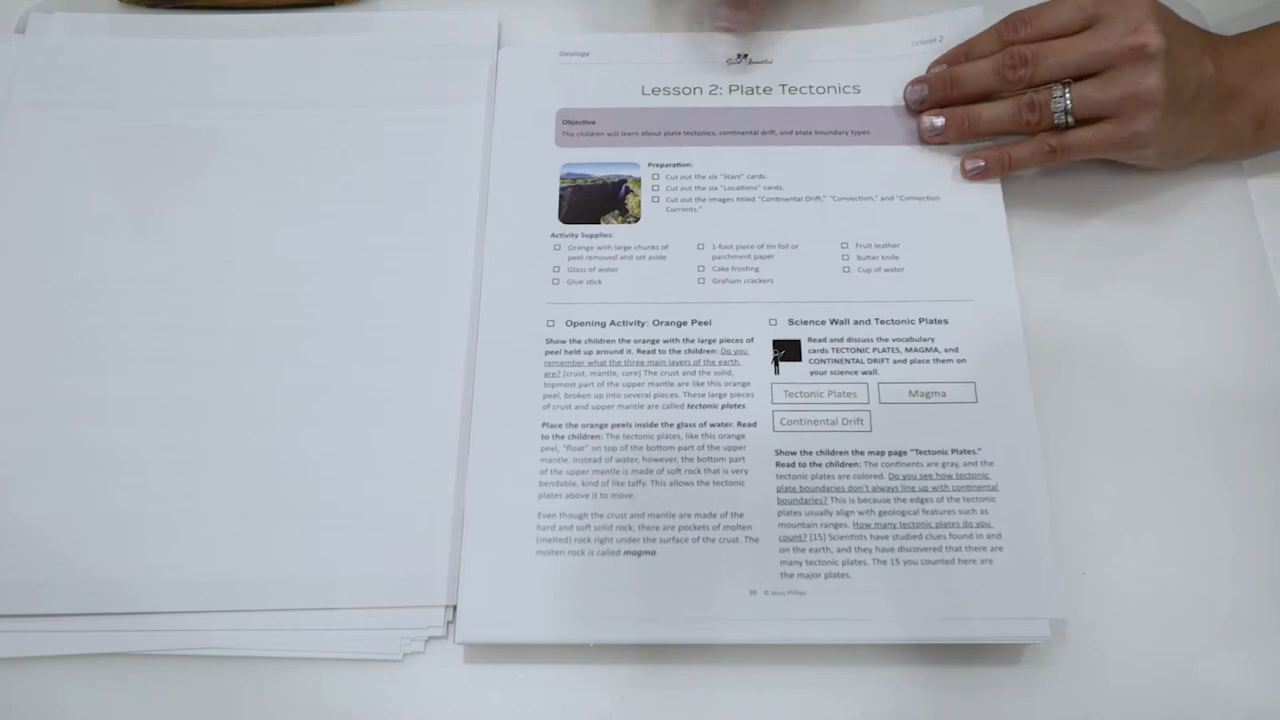 Geology
Lesson 2
Lesson 2: Plate Tectonics
Objective
The children will learn about plate tectonics, continental drift, and plate boundary types
Preparation:
Cut out the six "Stars" cards.
Cut out the six "Locations" cards.
Cut out the images titled "Continental Drift," "Convection," and "Convection
Currents."
Activity Supplies:
Orange with large chunks of
peel removed and set aside
Glass of water
Glue stick
1-foot piece of tin foil or
parchment paper
Cake frosting
Graham crackers
Fruit leather
Butter knife
Cup of water
Opening Activity: Orange Peel
Show the children the orange with the large pieces of
peel held up around it. Read to the children: Do you
remember what the three main layers of the earth
are? [crust, mantle, core] The crust and the solid,
topmost part of the upper mantle are like this orange
peel, broken up into several pieces. These large pieces
of crust and upper mantle are called tectonic plates.
Place the orange peels inside the glass of water. Read
to the children: The tectonic plates, like this orange
peel, "float" on top of the bottom part of the upper
mantle. Instead of water, however, the bottom part
of the upper mantle is made of soft rock that is very
bendable, kind of like taffy. This allows the tectonic
plates above it to move.
Even though the crust and mantle are made of the
hard and soft solid rock, there are pockets of molten
(melted) rock right under the surface of the crust. The
molten rock is called magma.
Science Wall and Tectonic Plates
Read and discuss the vocabulary
cards TECTONIC PLATES, MAGMA, and
CONTINENTAL DRIFT and place them on
your science wall.
Tectonic Plates
Magma
Continental Drift
Show the children the map page "Tectonic Plates."
Read to the children: The continents are gray, and the
tectonic plates are colored. Do you see how tectonic
plate boundaries don't always line up with continental
boundaries? This is because the edges of the tectonic
plates usually align with geological features such as
mountain ranges. How many tectonic plates do you
count? [15] Scientists have studied clues found in and
on the earth, and they have discovered that there are
many tectonic plates. The 15 you counted here are
the major plates.
© Jenny Phillips